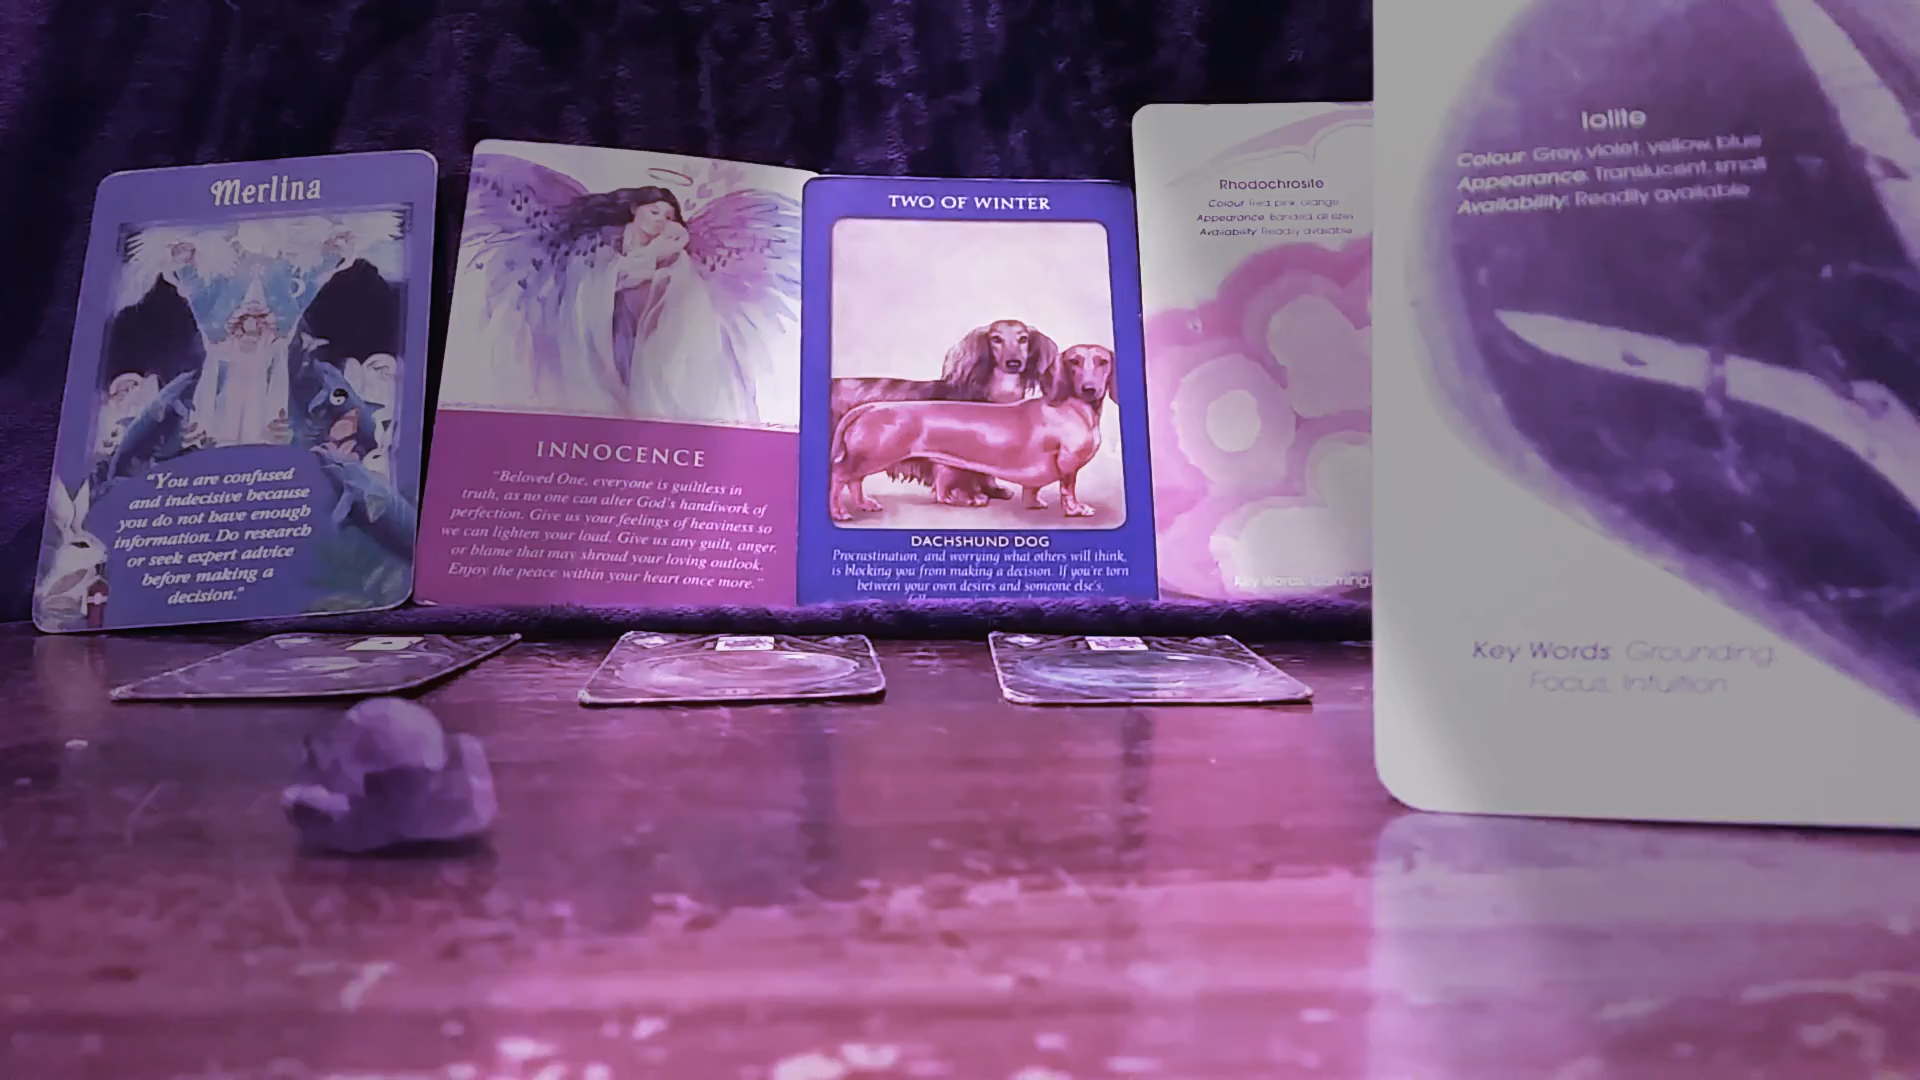 Merlina
"You are confused
and indecisive because
you do not have enough
information. Do research
or seek expert advice
before making a
decision."
INNOCENCE
"Beloved One, everyone is guiltless in
truth, as no one can alter God's handiwork of
perfection. Give us your feelings of heaviness so
we can lighten your load. Give us any guilt, anger,
or blame that may shroud your loving outlook.
Enjoy the peace within your heart once more."
TWO OF WINTER
DACHSHUND DOG
Procrastination, and worrying what others will think,
is blocking you from making a decision. If you're torn
between your own desires and someone else's,
Rhodochrosite
Colour: Red, pink, orange
Appearance: Banded, all sizes
Availability: Readily available
Key Words: Calming,
Iolite
Colour: Grey, violet, yellow, blue
Appearance: Translucent, small
Availability: Readily available
Key Words: Grounding,
Focus, Intuition